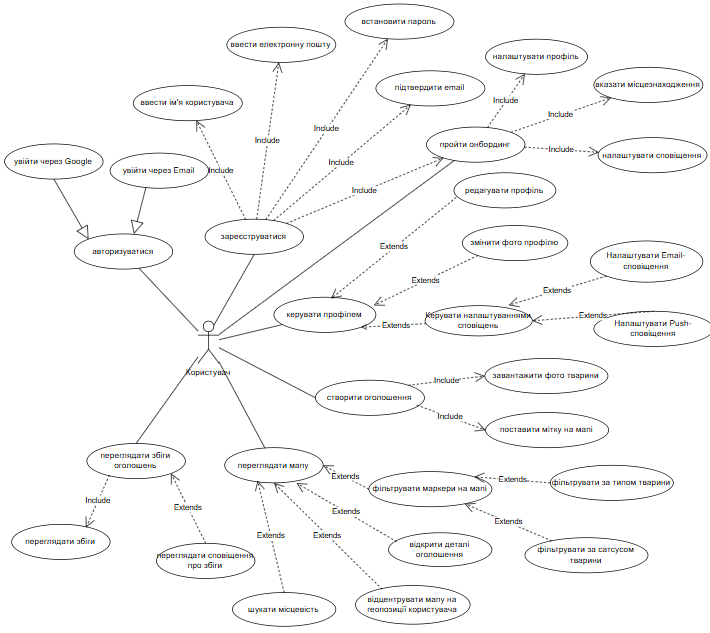 встановити пароль
ввести електронну пошту
налаштувати профіль
підтвердити email
вказати місцезнаходження
ввести ім'я користувача
Include
Include
Include
Include
пройти онбординг
Include
Include
налаштувати сповіщення
увійти через Google
увійти через Email
Include
Include
редагувати профіль
зареєструватися
Extends
змінити фото профілю
авторизуватися
Налаштувати Email-
сповіщення
Extends
Extends
керувати профілем
Керувати налаштуваннями
сповіщень
Extends
Extends
Налаштувати Push-
сповіщення
Користувач
завантажити фото тварини
Include
створити оголошення
Include
поставити мітку на мапі
переглядати збіги
оголошень
переглядати мапу
Extends
фільтрувати маркери на мапі
Extends
фільтрувати за типом тварини
Include
Extends
Extends
Extends
переглядати збіги
Extends
Extends
відкрити деталі
оголошення
фільтрувати за сатсусом
тварини
переглядати сповіщення
про збіги
шукати місцевість
відцентрувати мапу на
геопозиції користувача